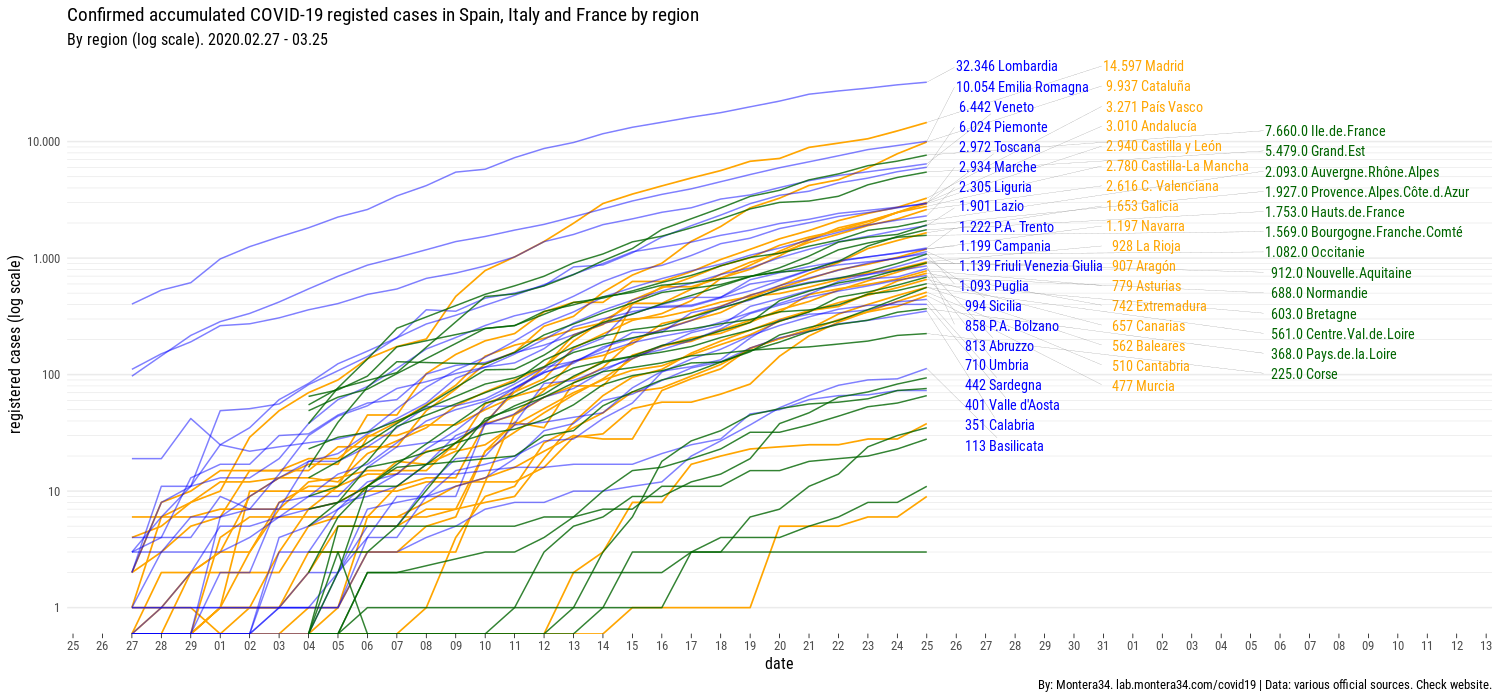 Confirmed accumulated COVID-19 registed cases in Spain, Italy and France by region
By region (log scale). 2020.02.27 - 03.25
registered cases (log scale)
10.000
1.000
100
10
1
32.346 Lombardia
10.054 Emilia Romagna
6.442 Veneto
6.024 Piemonte
2.972 Toscana
2.934 Marche
2.305 Liguria
1.901 Lazio
1.222 P.A. Trento
1.199 Campania
1.139 Friuli Venezia Giulia
1.093 Puglia
994 Sicilia
858 P.A. Bolzano
813 Abruzzo
710 Umbria
442 Sardegna
401 Valle d'Aosta
351 Calabria
113 Basilicata
14.597 Madrid
9.937 Cataluña
3.271 País Vasco
3.010 Andalucía
2.940 Castilla y León
2.780 Castilla-La Mancha
2.616 C. Valenciana
1.653 Galicia
1.197 Navarra
928 La Rioja
907 Aragón
779 Asturias
742 Extremadura
657 Canarias
562 Baleares
510 Cantabria
477 Murcia
7.660.0 Ile.de.France
5.479.0 Grand.Est
2.093.0 Auvergne.Rhône.Alpes
1.927.0 Provence.Alpes.Côte.d.Azur
1.753.0 Hauts.de.France
1.569.0 Bourgogne.Franche.Comté
1.082.0 Occitanie
912.0 Nouvelle.Aquitaine
688.0 Normandie
603.0 Bretagne
561.0 Centre.Val.de.Loire
368.0 Pays.de.la.Loire
225.0 Corse
25 26 27 28 29 01 02 03 04 05 06 07 08 09 10 11 12 13 14 15 16 17 18 19 20 21 22 23 24 25 26 27 28 29 30 31 01 02 03 04 05 06 07 08 09 10 11 12 13
date
By: Montera34. lab.montera34.com/covid19 | Data: various official sources. Check website.